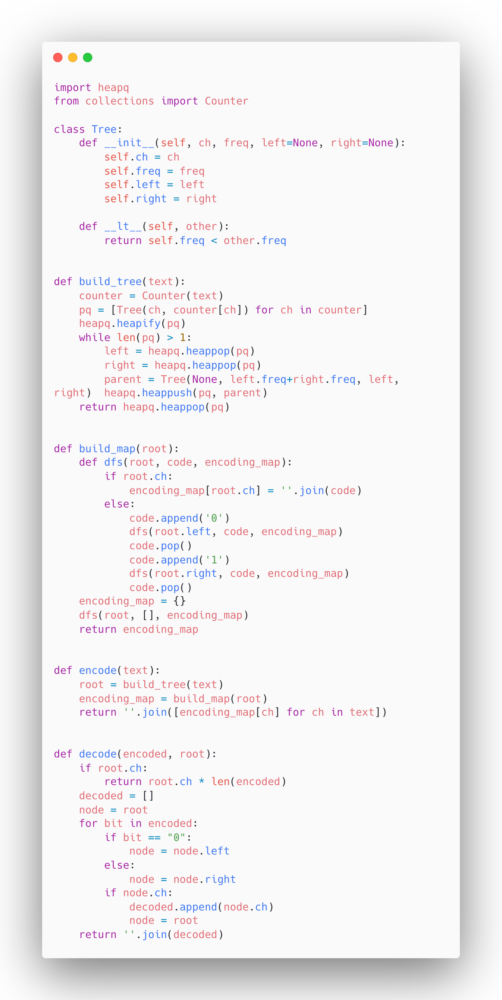 import heapq
from collections import Counter

class Tree:
    def __init__(self, ch, freq, left=None, right=None):
        self.ch = ch
        self.freq = freq
        self.left = left
        self.right = right

    def __lt__(self, other):
        return self.freq < other.freq


def build_tree(text):
    counter = Counter(text)
    pq = [Tree(ch, counter[ch]) for ch in counter]
    heapq.heapify(pq)
    while len(pq) > 1:
        left = heapq.heappop(pq)
        right = heapq.heappop(pq)
        parent = Tree(None, left.freq+right.freq, left,
right)  heapq.heappush(pq, parent)
    return heapq.heappop(pq)


def build_map(root):
    def dfs(root, code, encoding_map):
        if root.ch:
            encoding_map[root.ch] = ''.join(code)
        else:
            code.append('0')
            dfs(root.left, code, encoding_map)
            code.pop()
            code.append('1')
            dfs(root.right, code, encoding_map)
            code.pop()
    encoding_map = {}
    dfs(root, [], encoding_map)
    return encoding_map


def encode(text):
    root = build_tree(text)
    encoding_map = build_map(root)
    return ''.join([encoding_map[ch] for ch in text])


def decode(encoded, root):
    if root.ch:
        return root.ch * len(encoded)
    decoded = []
    node = root
    for bit in encoded:
        if bit == "0":
            node = node.left
        else:
            node = node.right
        if node.ch:
            decoded.append(node.ch)
            node = root
    return ''.join(decoded)